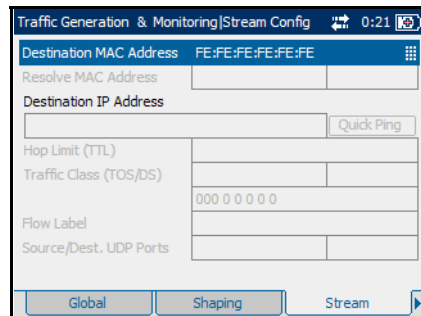 Traffic Generation & Monitoring|Stream Config 0:21
Destination MAC Address FE:FE:FE:FE:FE:FE
Resolve MAC Address
Destination IP Address
Quick Ping
Hop Limit (TTL)
Traffic Class (TOS/DS)
000 0 0 0 0 0
Flow Label
Source/Dest. UDP Ports
Global Shaping Stream